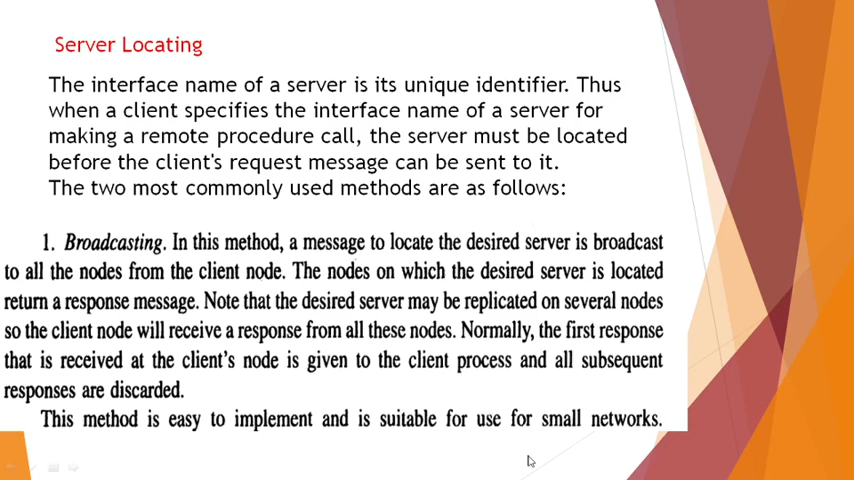 Server Locating
The interface name of a server is its unique identifier. Thus
when a client specifies the interface name of a server for
making a remote procedure call, the server must be located
before the client's request message can be sent to it.
The two most commonly used methods are as follows:
1. Broadcasting. In this method, a message to locate the desired server is broadcast
to all the nodes from the client node. The nodes on which the desired server is located
return a response message. Note that the desired server may be replicated on several nodes
so the client node will receive a response from all these nodes. Normally, the first response
that is received at the client's node is given to the client process and all subsequent
responses are discarded.
This method is easy to implement and is suitable for use for small networks.